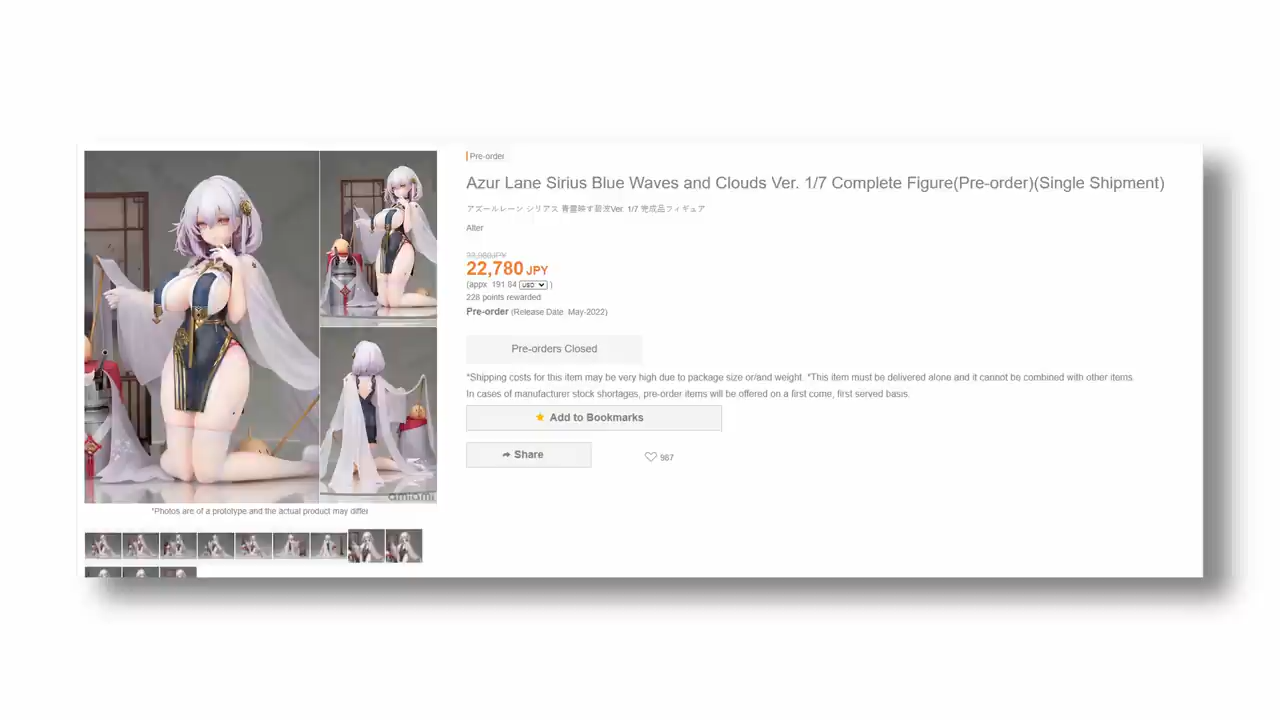 Pre-order
Azur Lane Sirius Blue Waves and Clouds Ver. 1/7 Complete Figure(Pre-order)(Single Shipment)
アズールレーン シリアス 青雲映す碧波Ver. 1/7 完成品フィギュア
Alter
22,780 JPY
(appx 191.84 USD )
228 points rewarded
Pre-order (Release Date May-2022)
Pre-orders Closed
*Shipping costs for this item may be very high due to package size or/and weight. *This item must be delivered alone and it cannot be combined with other items.
In cases of manufacturer stock shortages, pre-order items will be offered on a first come, first served basis.
Add to Bookmarks
Share
967
amiami
*Photos are of a prototype and the actual product may differ